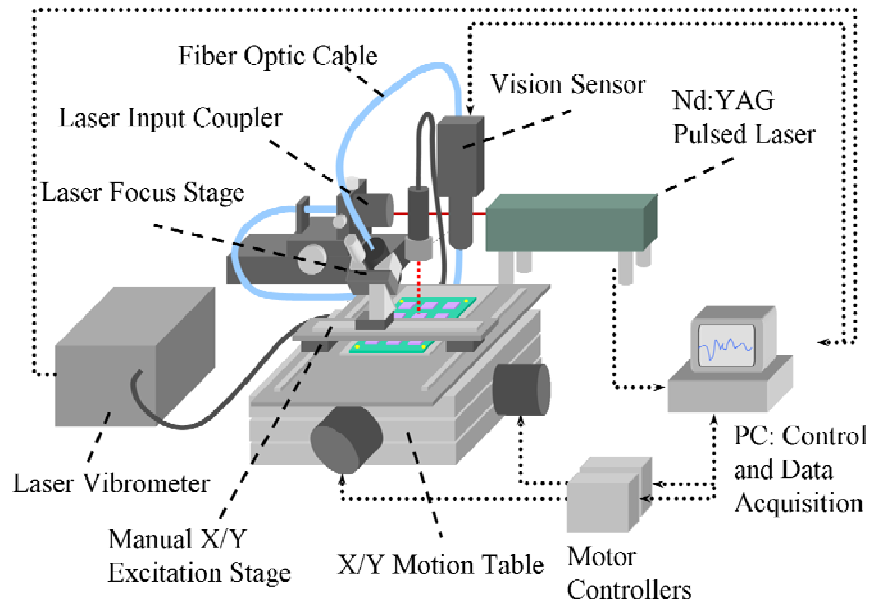 Fiber Optic Cable
Vision Sensor
Nd:YAG
Pulsed Laser
Laser Input Coupler
Laser Focus Stage
PC: Control
and Data
Acquisition
Laser Vibrometer
Manual X/Y
Excitation Stage
X/Y Motion Table
Motor
Controllers